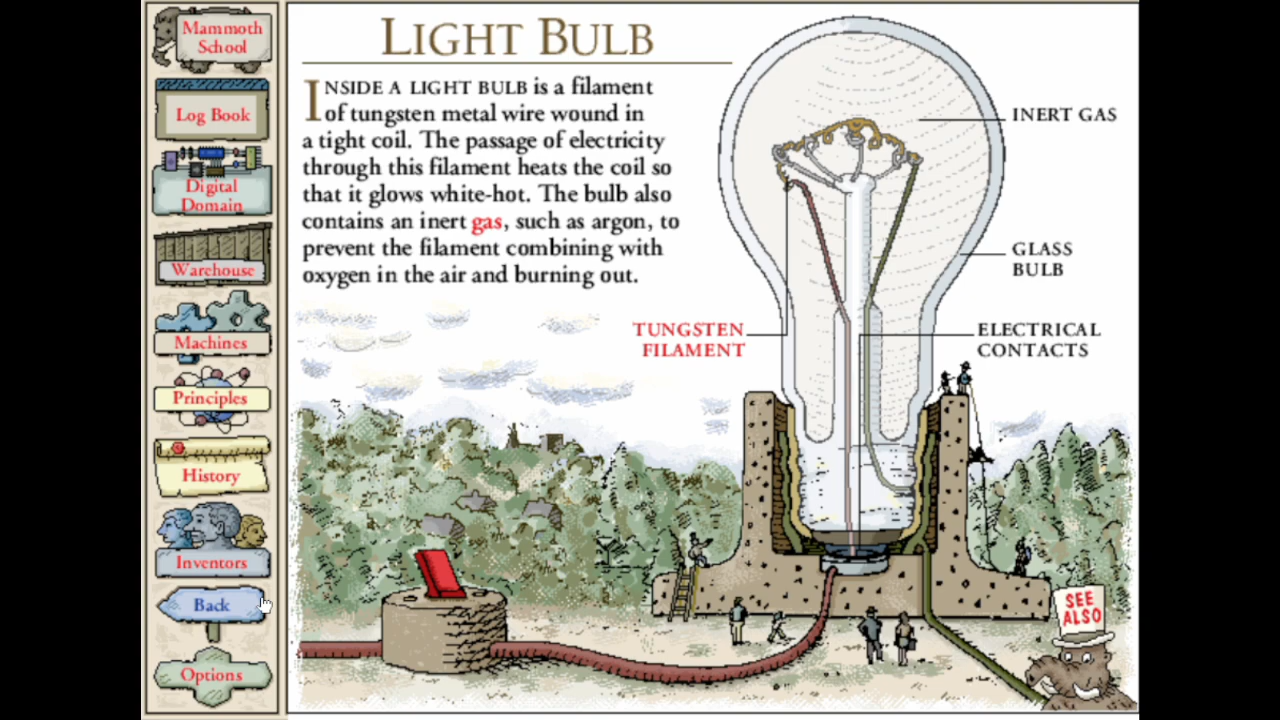 Mammoth
School
Log Book
Digital
Domain
Warehouse
Machines
Principles
History
Inventors
Back
Options
LIGHT BULB
INSIDE A LIGHT BULB is a filament
of tungsten metal wire wound in
a tight coil. The passage of electricity
through this filament heats the coil so
that it glows white-hot. The bulb also
contains an inert gas, such as argon, to
prevent the filament combining with
oxygen in the air and burning out.
INERT GAS
GLASS
BULB
TUNGSTEN
FILAMENT
ELECTRICAL
CONTACTS
SEE
ALSO